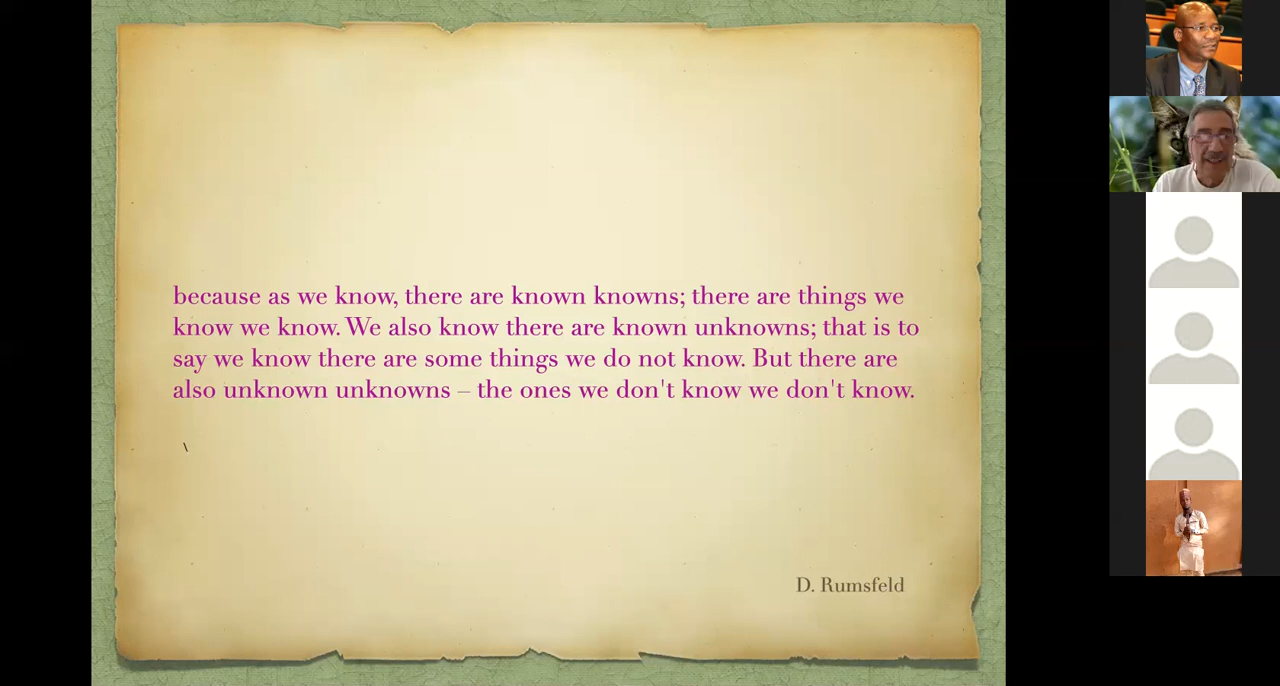 because as we know, there are known knowns; there are things we
know we know. We also know there are known unknowns; that is to
say we know there are some things we do not know. But there are
also unknown unknowns – the ones we don't know we don't know.
\
D. Rumsfeld